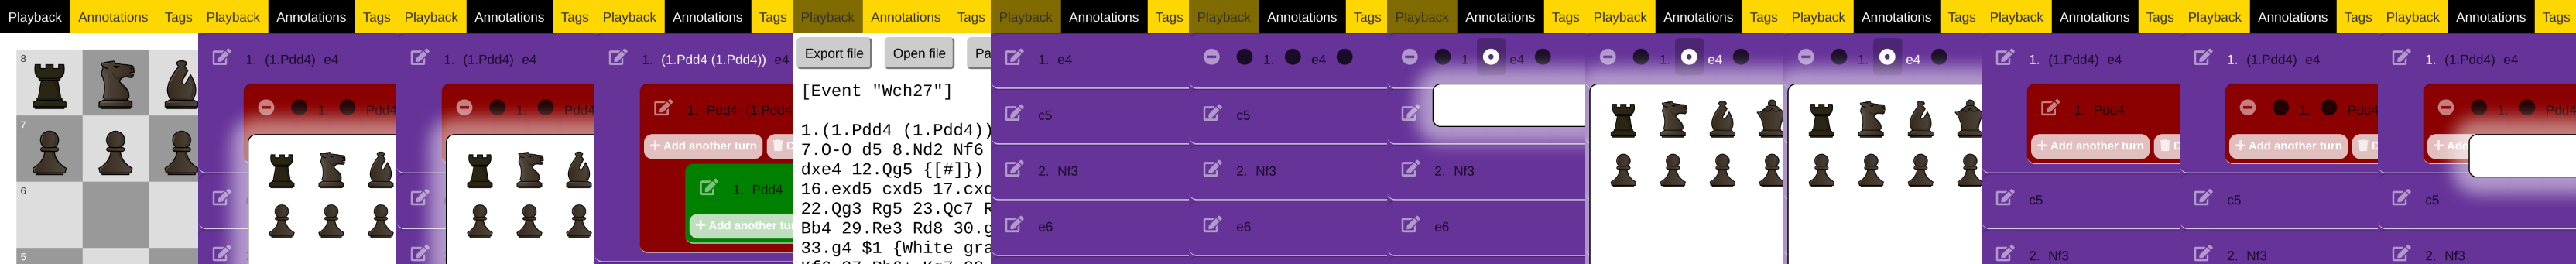 Playback Annotations Tags
8
7
6
5
Playback Annotations Tags
1. (1.Pdd4) e4
1. Pdd4
Playback Annotations Tags
1. (1.Pdd4) e4
1. Pdd4
Playback Annotations Tags
1. (1.Pdd4 (1.Pdd4)) e4
1. Pdd4 (1.Pdd4
+ Add another turn D
1. Pdd4
+ Add another tu
Playback Annotations Tags
Export file Open file Pa
[Event "Wch27"]
1.(1.Pdd4 (1.Pdd4))
7.O-O d5 8.Nd2 Nf6
dxe4 12.Qg5 {[#]})
16.exd5 cxd5 17.cxd
22.Qg3 Rg5 23.Qc7 R
Bb4 29.Re3 Rd8 30.g
33.g4 $1 {White gra
Playback Annotations Tags
1. e4
c5
2. Nf3
e6
Playback Annotations Tags
1. e4
c5
2. Nf3
e6
Playback Annotations Tags
1. e4
c5
2. Nf3
e6
Playback Annotations Tags
1. e4
Playback Annotations Tags
1. e4
Playback Annotations Tags
1. (1.Pdd4) e4
1. Pdd4
+ Add another turn D
c5
2. Nf3
Playback Annotations Tags
1. (1.Pdd4) e4
1. Pdd4
+ Add another turn D
c5
2. Nf3
Playback Annotations Tags
1. (1.Pdd4) e4
1. Pdd4
+ Add
c5
2. Nf3